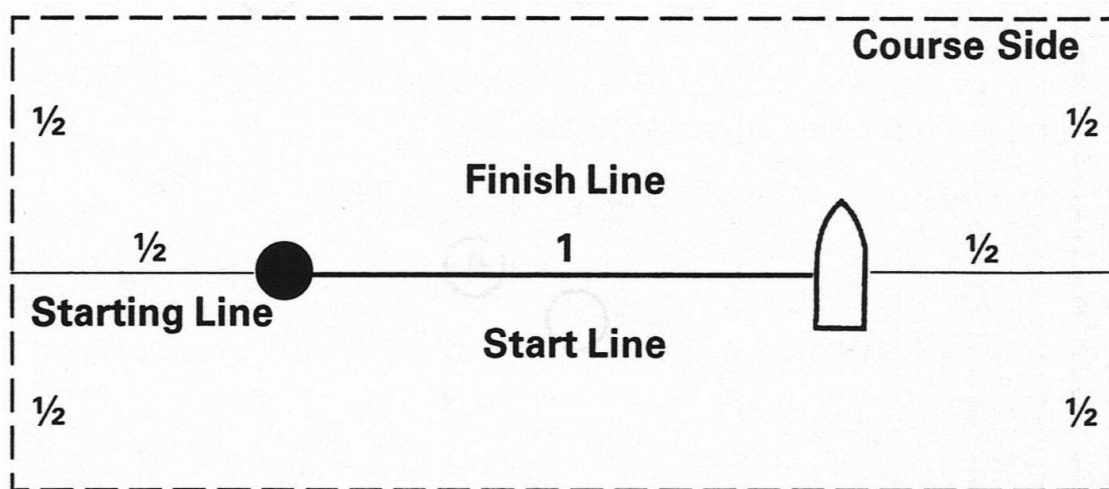 Course Side
½ ½
Finish Line
½ 1 ½
Starting Line
Start Line
½ ½